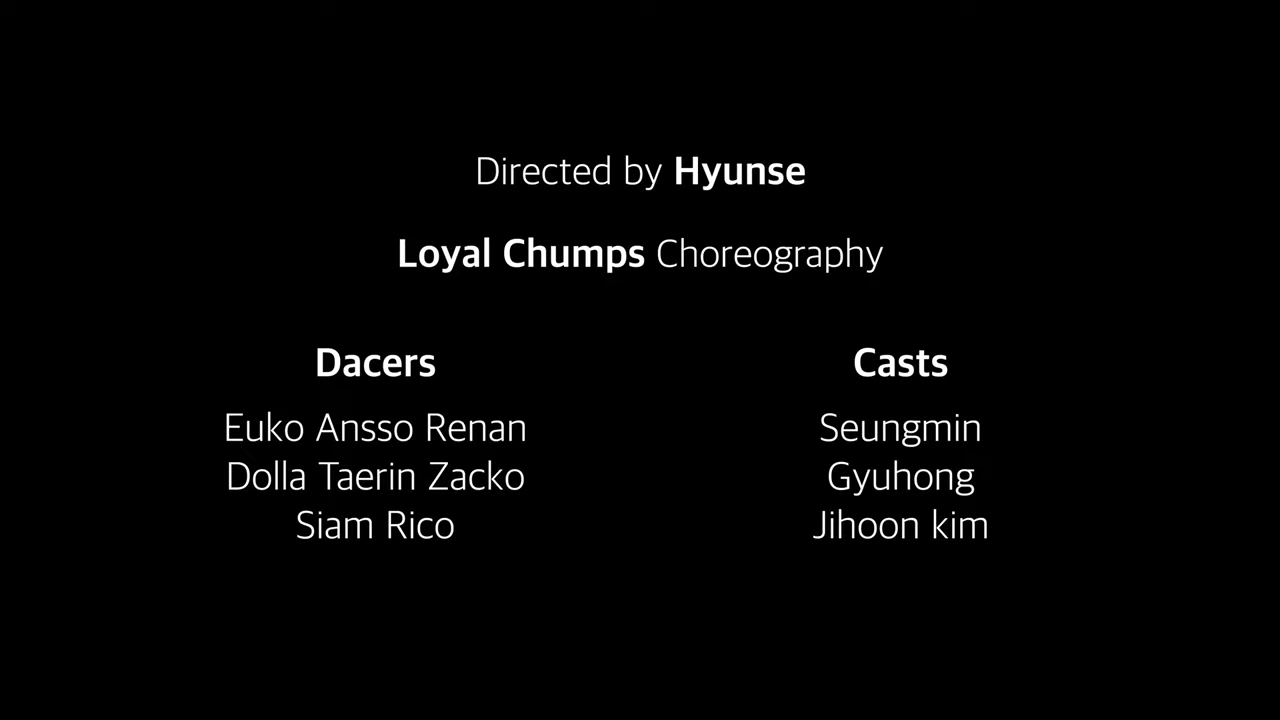 Directed by Hyunse
Loyal Chumps Choreography
Dacers
Euko Ansso Renan
Dolla Taerin Zacko
Siam Rico
Casts
Seungmin
Gyuhong
Jihoon kim